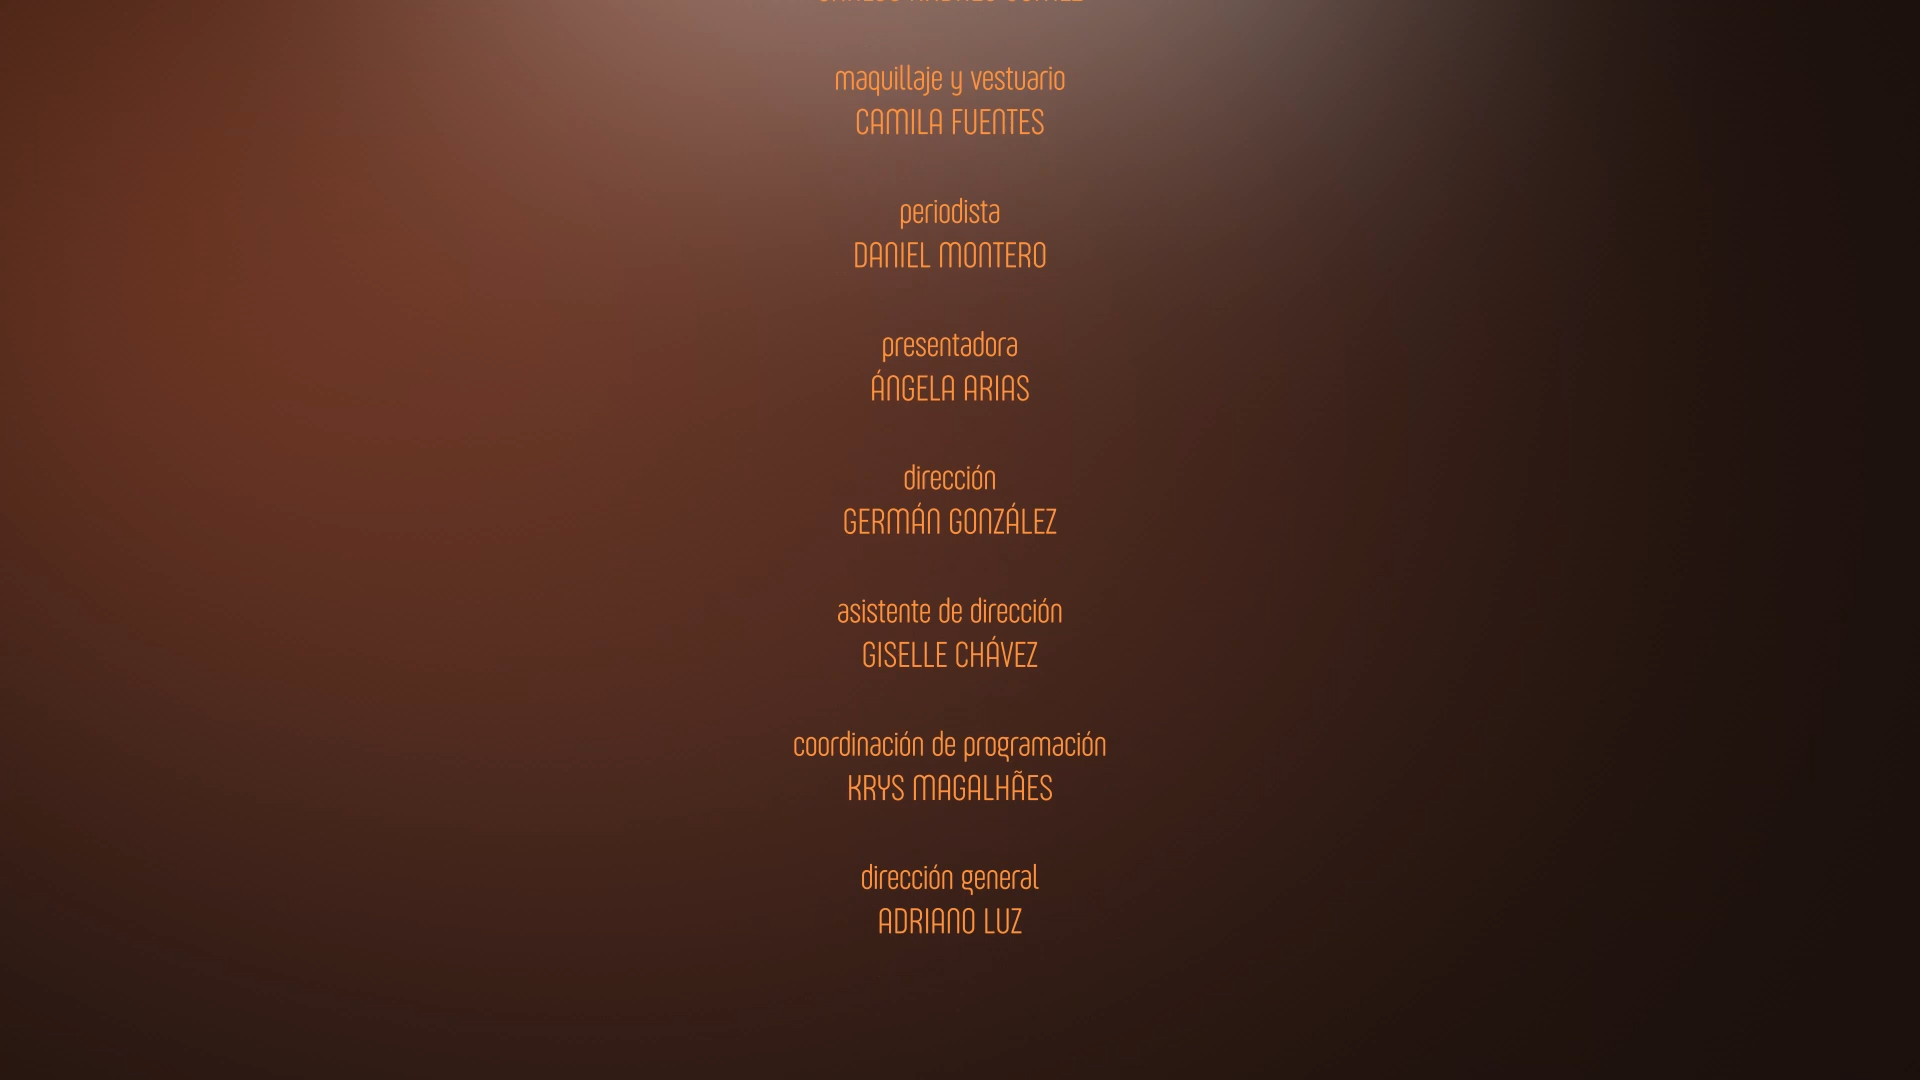 maquillaje y vestuario
CAMILA FUENTES
periodista
DANIEL MONTERO
presentadora
ÁNGELA ARIAS
dirección
GERMÁN GONZÁLEZ
asistente de dirección
GISELLE CHÁVEZ
coordinación de programación
KRYS MAGALHÃES
dirección general
ADRIANO LUZ